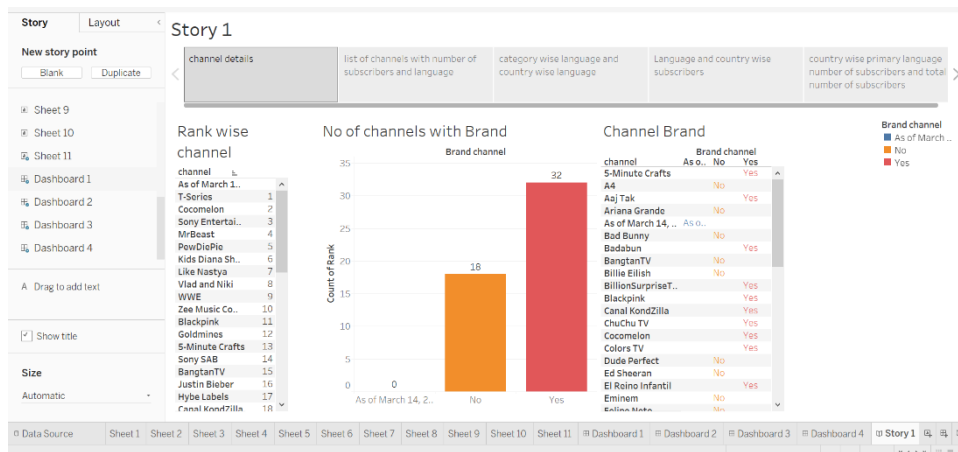 Story Layout <
New story point
Blank Duplicate
Sheet 9
Sheet 10
Sheet 11
Dashboard 1
Dashboard 2
Dashboard 3
Dashboard 4
A Drag to add text
Show title
Size
Automatic
Story 1
channel details
list of channels with number of
subscribers and language
category wise language and
country wise language
Language and country wise
subscribers
country wise primary language
number of subscribers and total
number of subscribers
Rank wise
channel
channel
As of March 1..
T-Series 1
Cocomelon 2
Sony Entertai.. 3
MrBeast 4
PewDiePie 5
Kids Diana Sh.. 6
Like Nastya 7
Vlad and Niki 8
WWE 9
Zee Music Co.. 10
Blackpink 11
Goldmines 12
5-Minute Crafts 13
Sony SAB 14
BangtanTV 15
Justin Bieber 16
Hybe Labels 17
Canal KondZilla 18
No of channels with Brand
Brand channel
Count of Rank
35
30
25
20
15
10
5
0
0
18
32
As of March 14, 2..
No
Yes
Channel Brand
Brand channel
channel As o.. No Yes
5-Minute Crafts Yes
A4 No
Aaj Tak Yes
Ariana Grande No
As of March 14, .. As o..
Bad Bunny No
Badabun Yes
BangtanTV No
Billie Eilish No
BillionSurpriseT.. Yes
Blackpink Yes
Canal KondZilla Yes
ChuChu TV Yes
Cocomelon Yes
Colors TV Yes
Dude Perfect No
Ed Sheeran No
El Reino Infantil Yes
Eminem No
Felipe Neto No
Brand channel
As of March ..
No
Yes
Data Source Sheet 1 Sheet 2 Sheet 3 Sheet 4 Sheet 5 Sheet 6 Sheet 7 Sheet 8 Sheet 9 Sheet 10 Sheet 11 Dashboard 1 Dashboard 2 Dashboard 3 Dashboard 4 Story 1